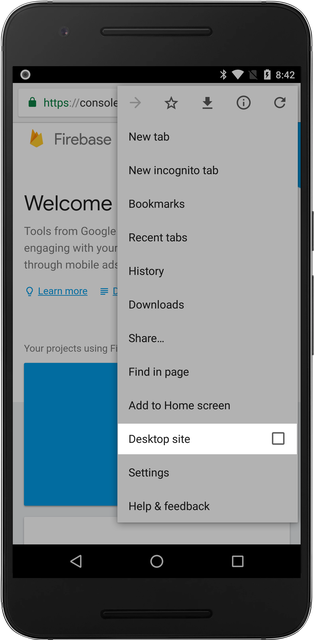 8:42
https://console
Firebase
New tab
New incognito tab
Welcome
Bookmarks
Tools from Google
Recent tabs
engaging with your
through mobile ads
History
Learn more
Downloads
Share...
Your projects using Fi
Find in page
Add to Home screen
Desktop site
Settings
Help & feedback